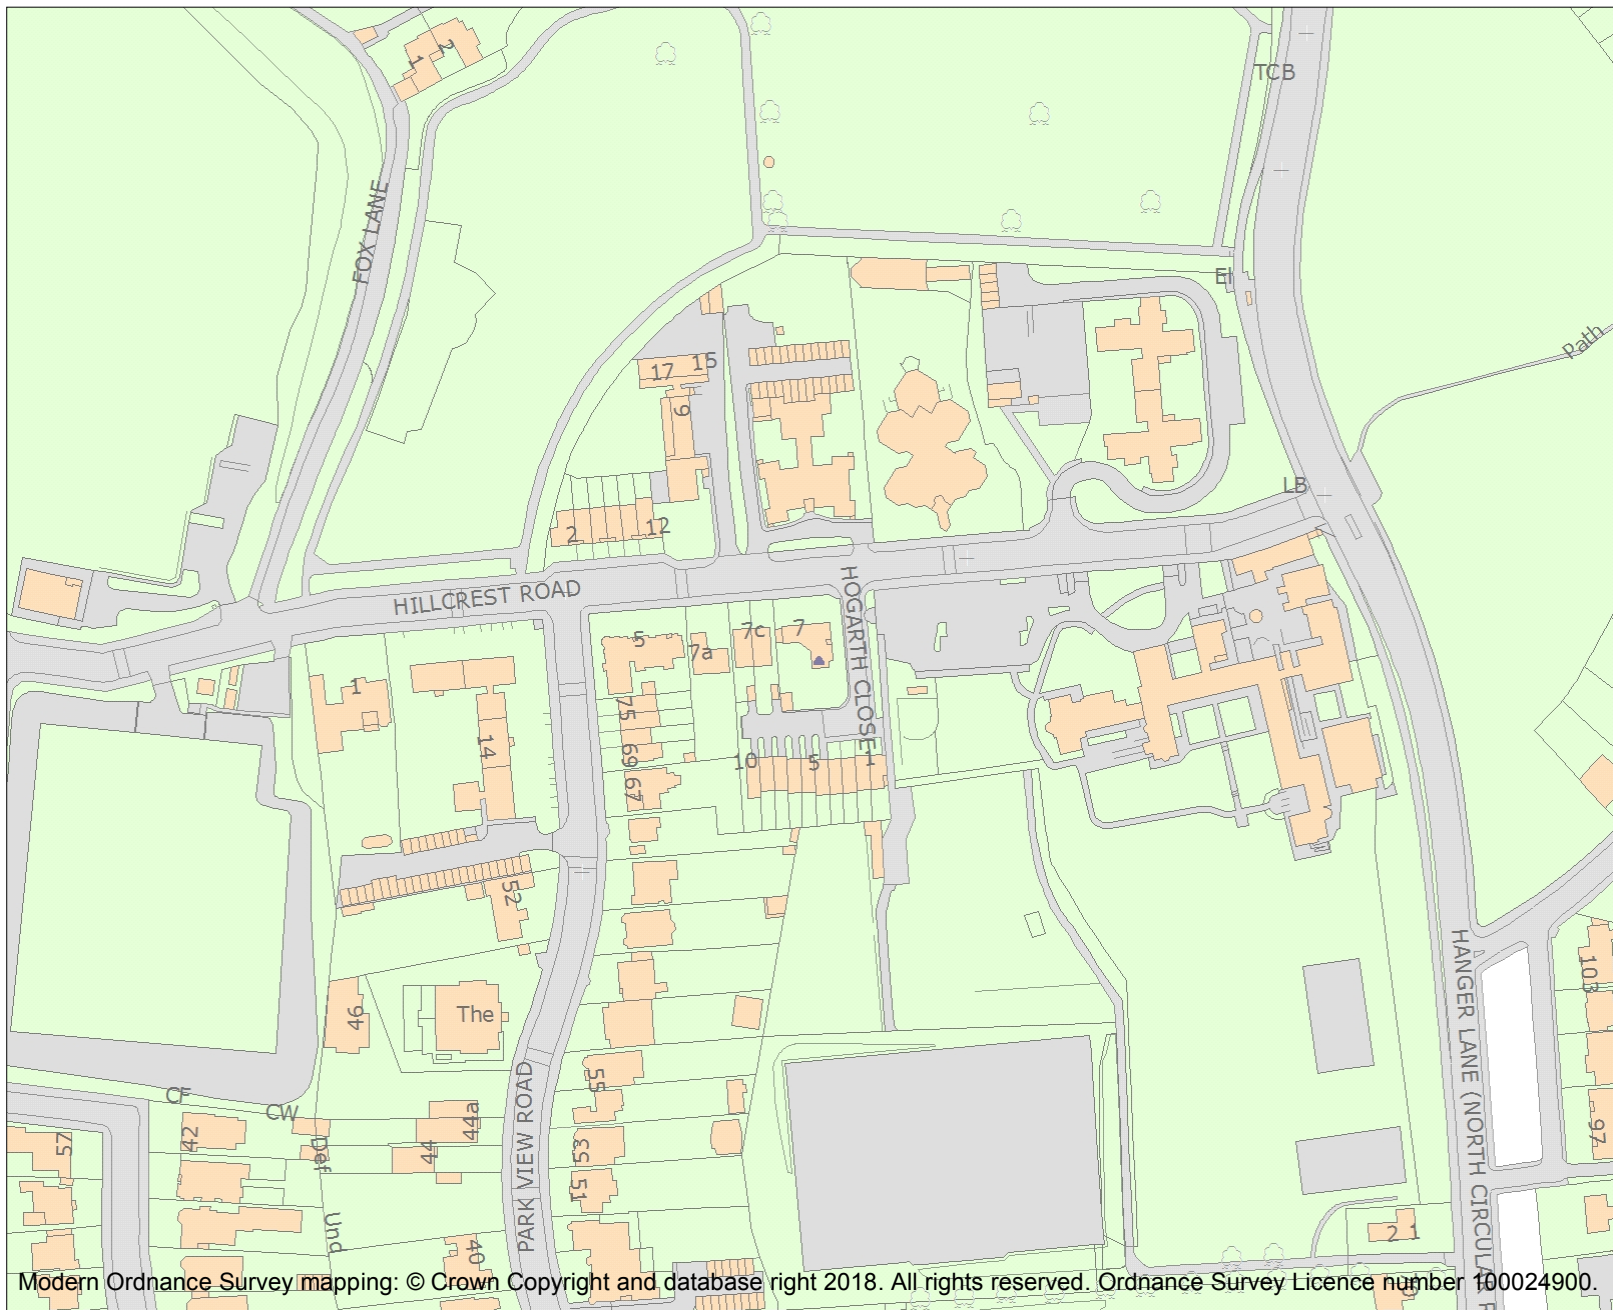 2
1
TCB
FOX LANE
El
Path
17
15
9
LB
2
12
HILLCREST ROAD
HOGARTH CLOSE
5
7a
7c
7
1
75
14
69
67
10
5
1
52
The
46
HANGER LANE (NORTH CIRCULAR R
103
55
PARK VIEW ROAD
CF
CW
57
42
44a
44
Def
53
97
51
Und
40
2
1
Modern Ordnance Survey mapping: © Crown Copyright and database right 2018. All rights reserved. Ordnance Survey Licence number 100024900.